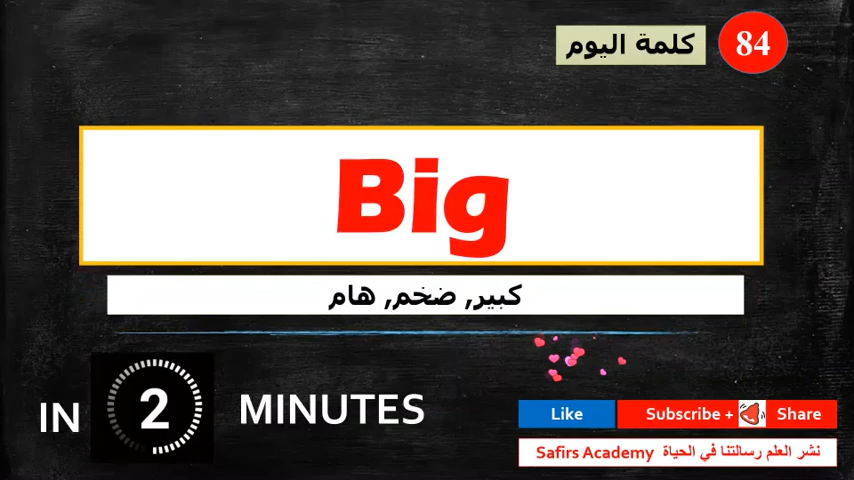 كلمة اليوم 84
Big
كبير, ضخم, هام
IN 2 MINUTES
Like Subscribe + Share
Safirs Academy نشر العلم رسالتنا في الحياة